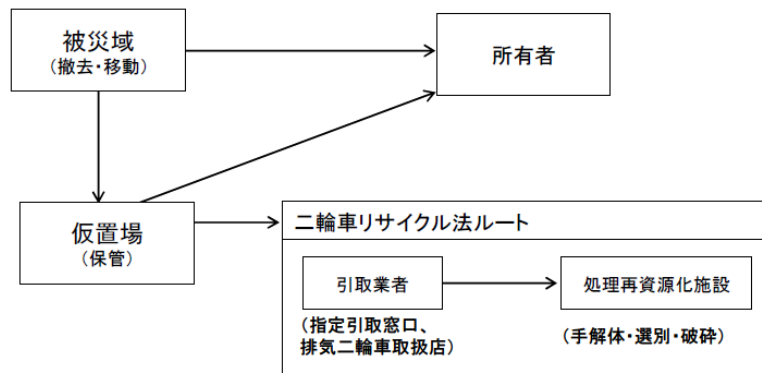 被災域
(撤去・移動)
所有者
仮置場
(保管)
二輪車リサイクル法ルート
引取業者
処理再資源化施設
(指定引取窓口、
排気二輪車取扱店)
(手解体・選別・破砕)